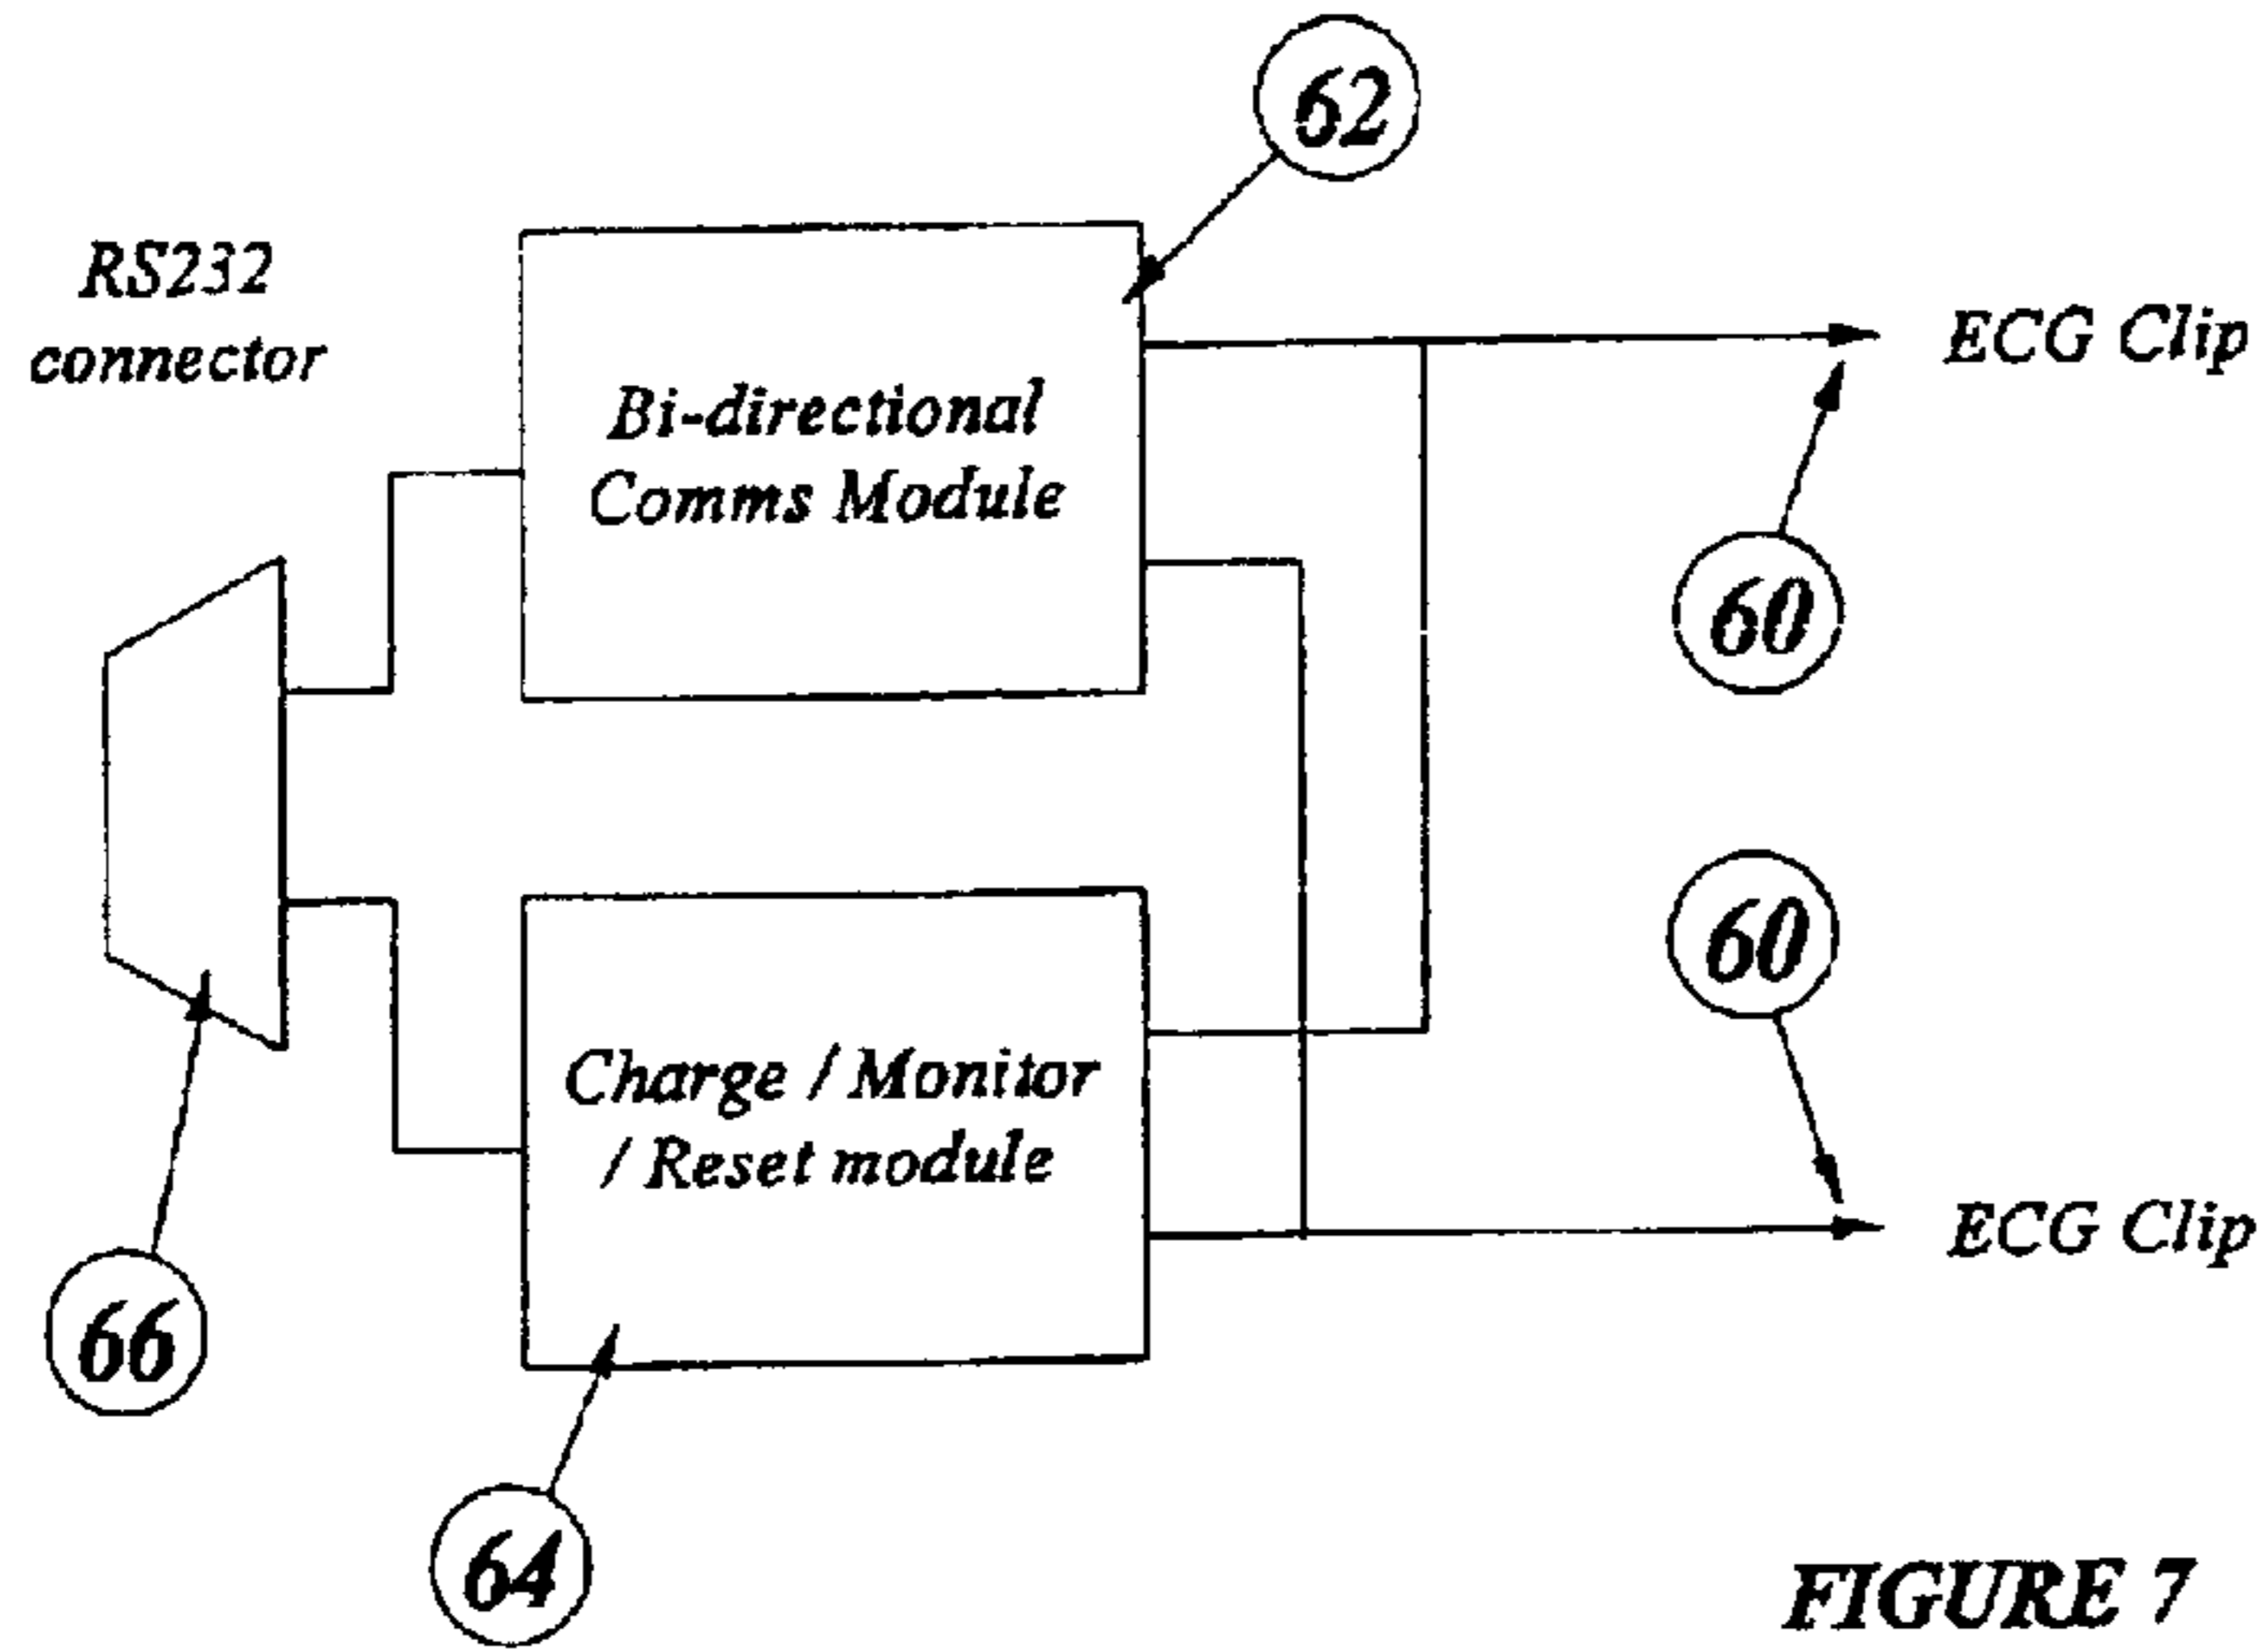 62
RS232
connector
ECG Clip
Bi-directional
Comms Module
60
60
Charge / Monitor
/ Reset module
ECG Clip
66
64
FIGURE 7